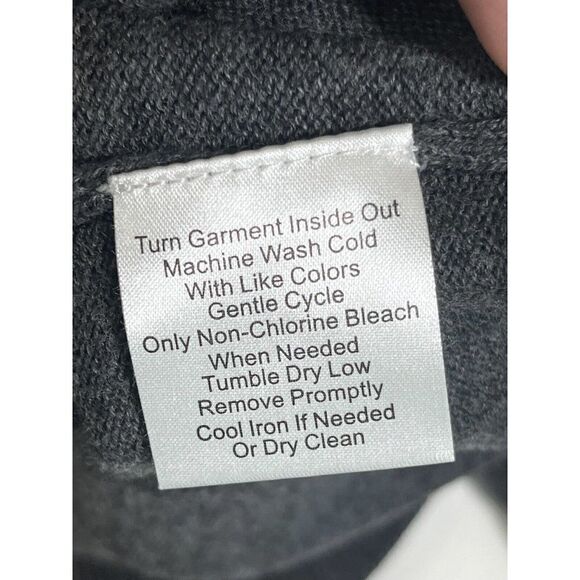 Turn Garment Inside Out
Machine Wash Cold
With Like Colors
Gentle Cycle
Only Non-Chlorine Bleach
When Needed
Tumble Dry Low
Remove Promptly
Cool Iron If Needed
Or Dry Clean